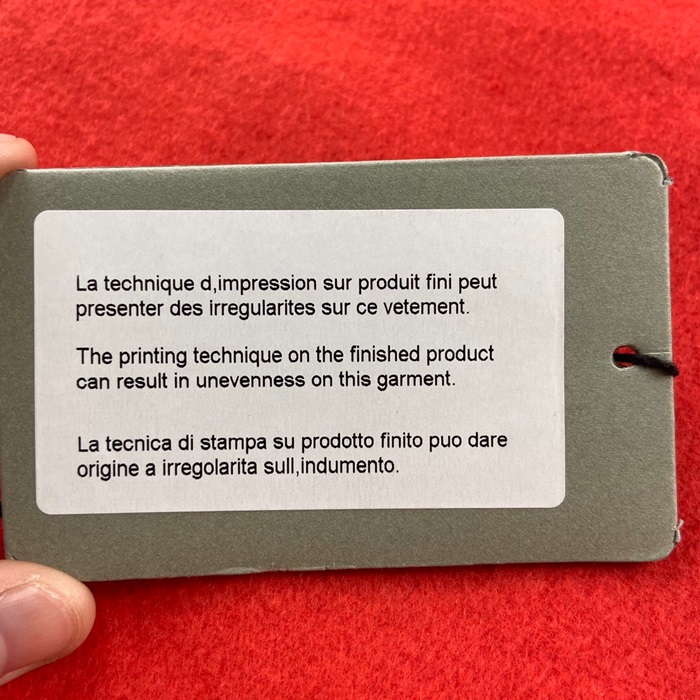 La technique d,impression sur produit fini peut
presenter des irregularites sur ce vetement.
The printing technique on the finished product
can result in unevenness on this garment.
La tecnica di stampa su prodotto finito puo dare
origine a irregolarita sull,indumento.